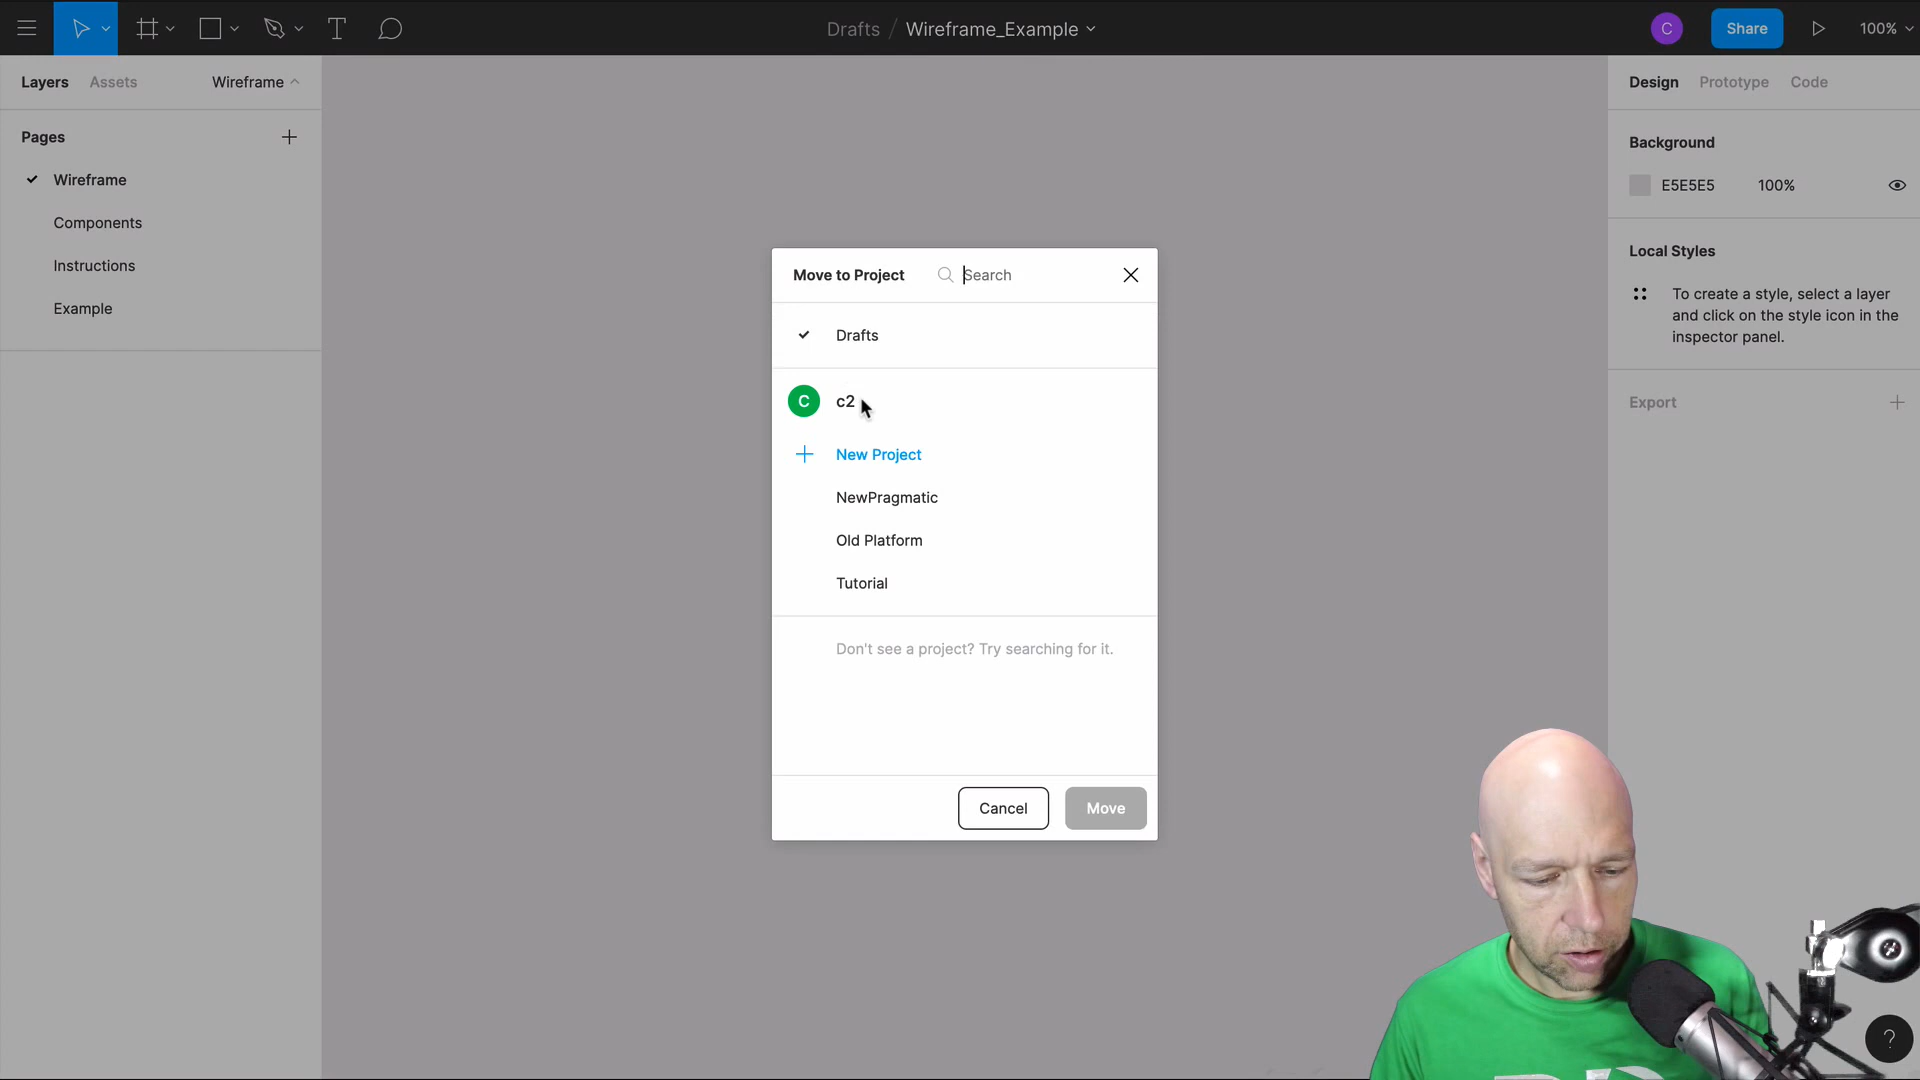 Drafts / Wireframe_Example
C
Share
100%
Layers
Assets
Wireframe
Design
Prototype
Code
Pages
Wireframe
Components
Instructions
Example
Background
E5E5E5
100%
Local Styles
To create a style, select a layer
and click on the style icon in the
inspector panel.
Export
Move to Project
Search
Drafts
C
c2
New Project
NewPragmatic
Old Platform
Tutorial
Don't see a project? Try searching for it.
Cancel
Move
?